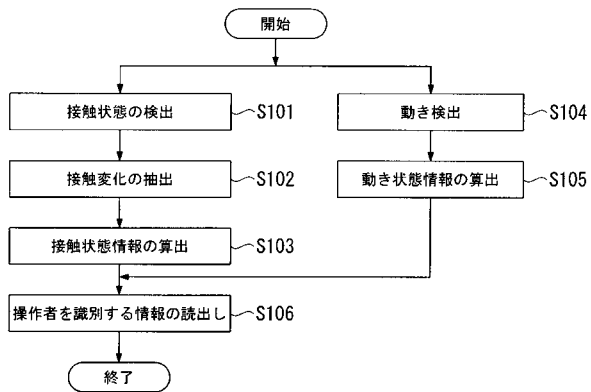 開始
接触状態の検出 S101
動き検出 S104
接触変化の抽出 S102
動き状態情報の算出 S105
接触状態情報の算出 S103
操作者を識別する情報の読出し S106
終了